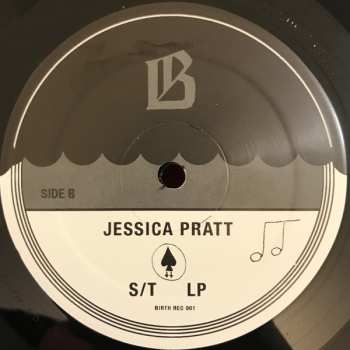 B
SIDE B
JESSICA PRATT
S/T LP
BIRTH REC 001